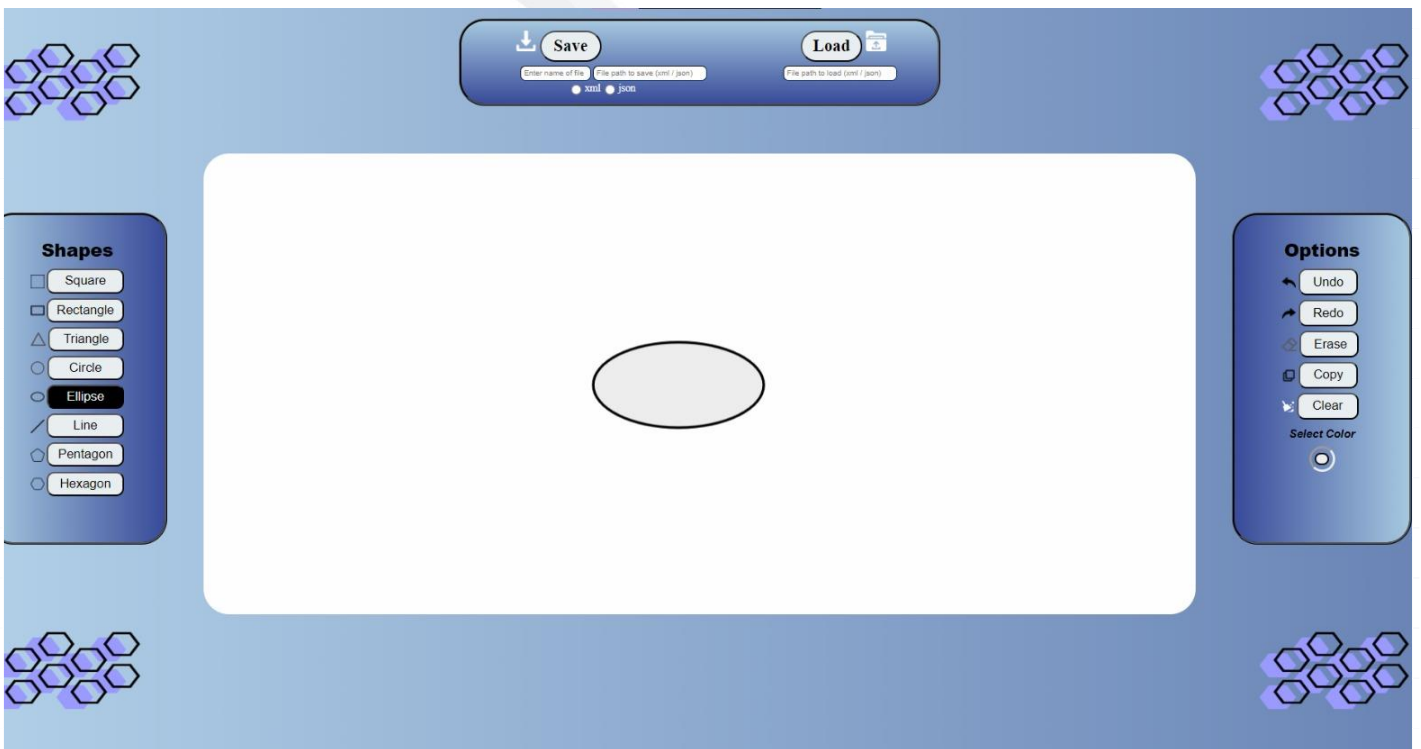 Save
Load
Enter name of file
File path to save (xml / json)
File path to load (xml / json)
xml
json
Shapes
Square
Rectangle
Triangle
Circle
Ellipse
Line
Pentagon
Hexagon
Options
Undo
Redo
Erase
Copy
Clear
Select Color